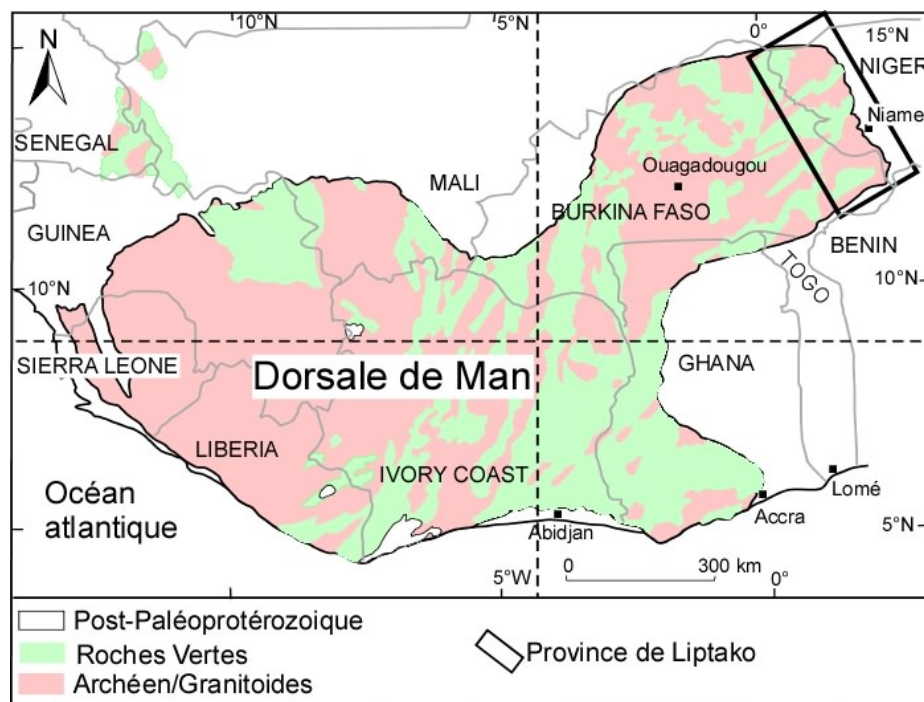 10°N
5°N
0°
15°N
N
NIGER
Niame
SENEGAL
MALI
Ouagadougou
GUINEA
BURKINA FASO
BENIN
TOGO
10°N
10°N
SIERRA LEONE
Dorsale de Man
GHANA
LIBERIA
IVORY COAST
Océan
atlantique
Lomé
Accra
Abidjan
5°N
5°W
0
300 km
0°
Post-Paléoprotérozoique
Roches Vertes
Archéen/Granitoides
Province de Liptako